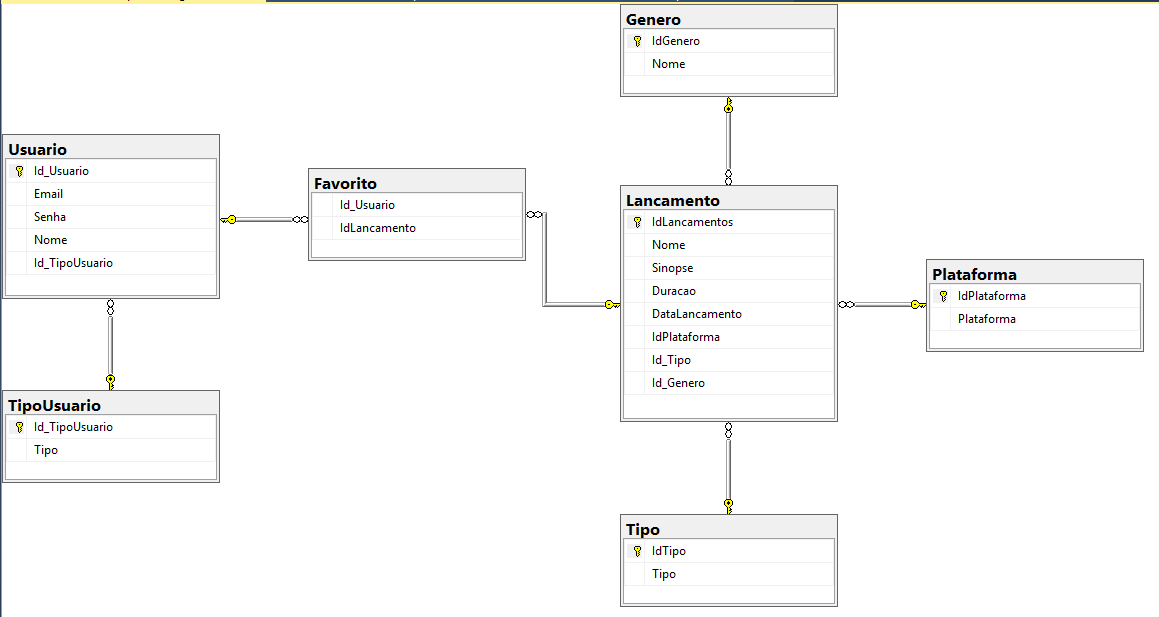 Genero
IdGenero
Nome
Usuario
Id_Usuario
Email
Senha
Nome
Id_TipoUsuario
Favorito
Id_Usuario
IdLancamento
Lancamento
IdLancamentos
Nome
Sinopse
Duracao
DataLancamento
IdPlataforma
Id_Tipo
Id_Genero
Plataforma
IdPlataforma
Plataforma
TipoUsuario
Id_TipoUsuario
Tipo
Tipo
IdTipo
Tipo